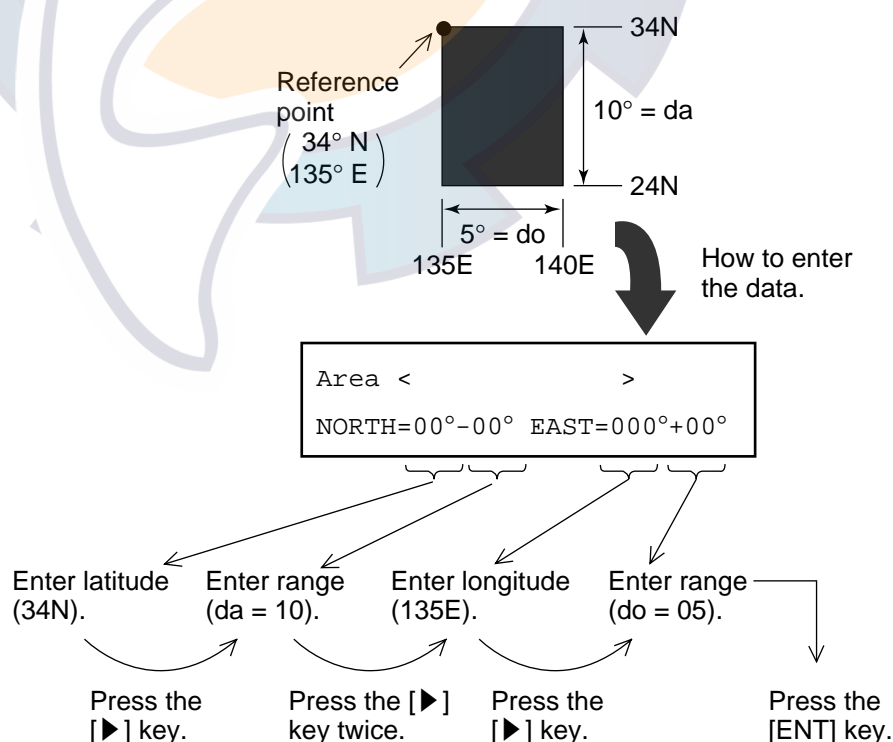 34N
Reference
point
34° N
135° E
10° = da
24N
5° = do
135E 140E
How to enter
the data.
Area < >
NORTH=00°-00° EAST=000°+00°
Enter latitude
(34N).
Enter range
(da = 10).
Enter longitude
(135E).
Enter range
(do = 05).
Press the
[▶] key.
Press the [▶]
key twice.
Press the
[▶] key.
Press the
[ENT] key.